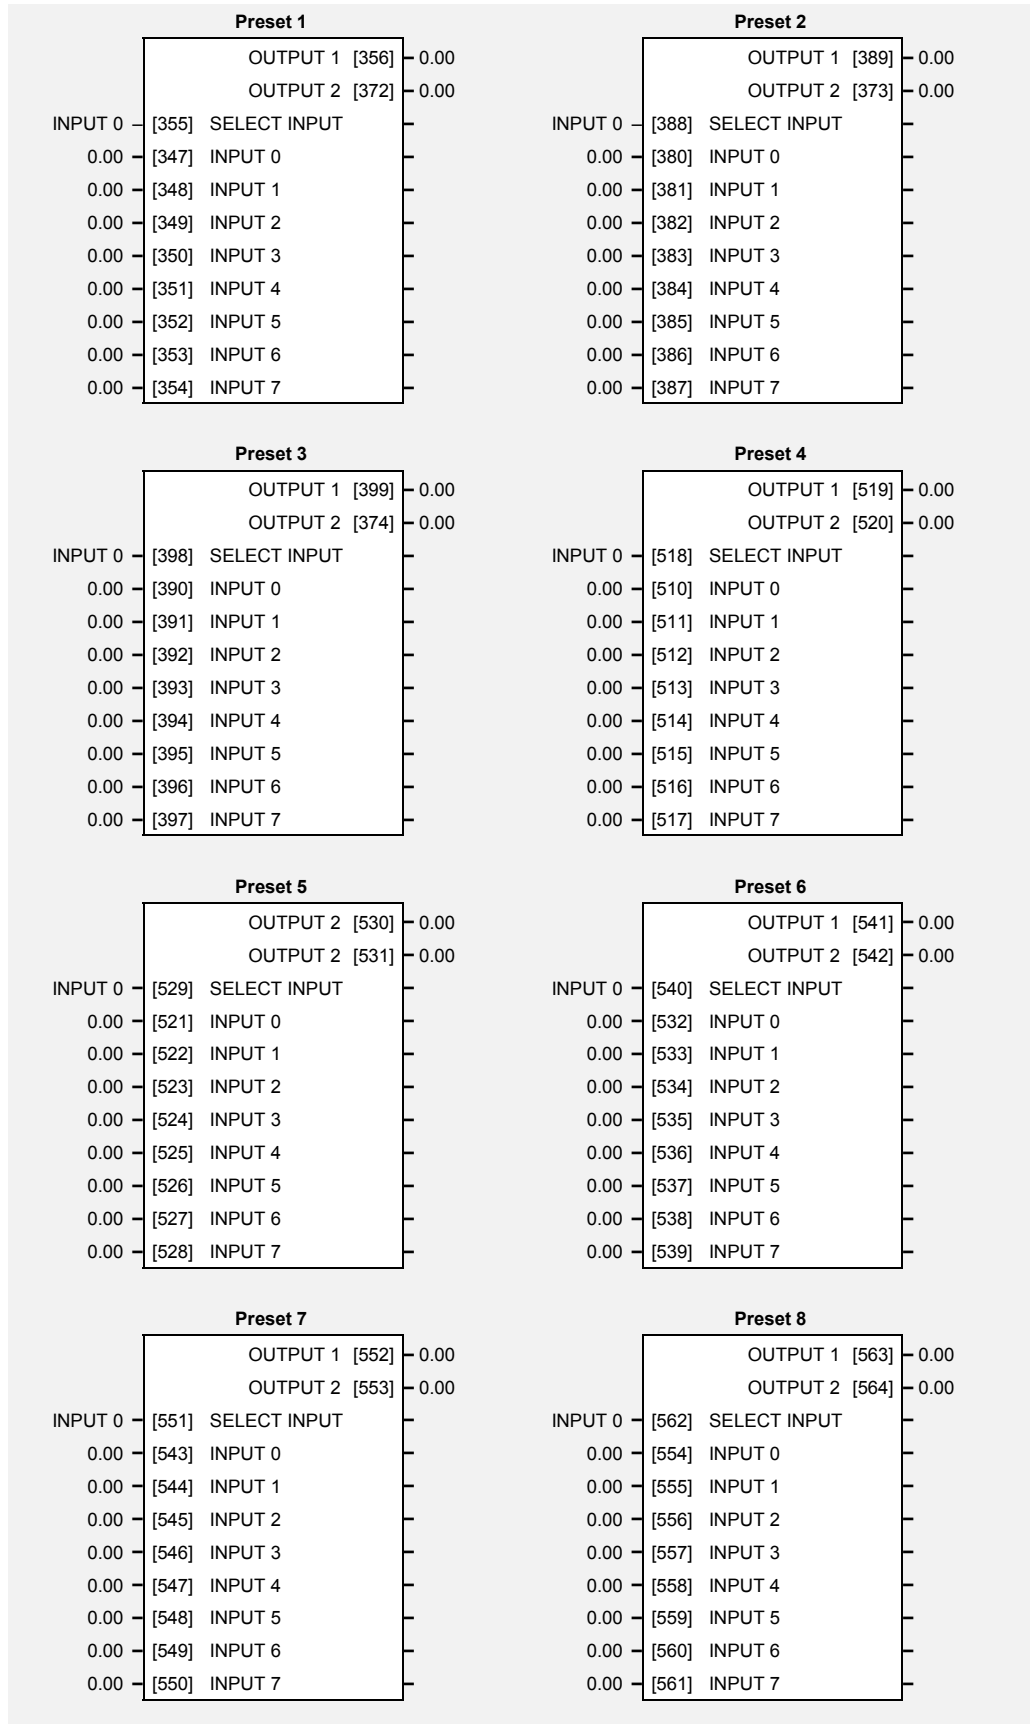 Preset 1
OUTPUT 1 [356] 0.00
OUTPUT 2 [372] 0.00
INPUT 0 [355] SELECT INPUT
0.00 [347] INPUT 0
0.00 [348] INPUT 1
0.00 [349] INPUT 2
0.00 [350] INPUT 3
0.00 [351] INPUT 4
0.00 [352] INPUT 5
0.00 [353] INPUT 6
0.00 [354] INPUT 7
Preset 2
OUTPUT 1 [389] 0.00
OUTPUT 2 [373] 0.00
INPUT 0 [388] SELECT INPUT
0.00 [380] INPUT 0
0.00 [381] INPUT 1
0.00 [382] INPUT 2
0.00 [383] INPUT 3
0.00 [384] INPUT 4
0.00 [385] INPUT 5
0.00 [386] INPUT 6
0.00 [387] INPUT 7
Preset 3
OUTPUT 1 [399] 0.00
OUTPUT 2 [374] 0.00
INPUT 0 [398] SELECT INPUT
0.00 [390] INPUT 0
0.00 [391] INPUT 1
0.00 [392] INPUT 2
0.00 [393] INPUT 3
0.00 [394] INPUT 4
0.00 [395] INPUT 5
0.00 [396] INPUT 6
0.00 [397] INPUT 7
Preset 4
OUTPUT 1 [519] 0.00
OUTPUT 2 [520] 0.00
INPUT 0 [518] SELECT INPUT
0.00 [510] INPUT 0
0.00 [511] INPUT 1
0.00 [512] INPUT 2
0.00 [513] INPUT 3
0.00 [514] INPUT 4
0.00 [515] INPUT 5
0.00 [516] INPUT 6
0.00 [517] INPUT 7
Preset 5
OUTPUT 2 [530] 0.00
OUTPUT 2 [531] 0.00
INPUT 0 [529] SELECT INPUT
0.00 [521] INPUT 0
0.00 [522] INPUT 1
0.00 [523] INPUT 2
0.00 [524] INPUT 3
0.00 [525] INPUT 4
0.00 [526] INPUT 5
0.00 [527] INPUT 6
0.00 [528] INPUT 7
Preset 6
OUTPUT 1 [541] 0.00
OUTPUT 2 [542] 0.00
INPUT 0 [540] SELECT INPUT
0.00 [532] INPUT 0
0.00 [533] INPUT 1
0.00 [534] INPUT 2
0.00 [535] INPUT 3
0.00 [536] INPUT 4
0.00 [537] INPUT 5
0.00 [538] INPUT 6
0.00 [539] INPUT 7
Preset 7
OUTPUT 1 [552] 0.00
OUTPUT 2 [553] 0.00
INPUT 0 [551] SELECT INPUT
0.00 [543] INPUT 0
0.00 [544] INPUT 1
0.00 [545] INPUT 2
0.00 [546] INPUT 3
0.00 [547] INPUT 4
0.00 [548] INPUT 5
0.00 [549] INPUT 6
0.00 [550] INPUT 7
Preset 8
OUTPUT 1 [563] 0.00
OUTPUT 2 [564] 0.00
INPUT 0 [562] SELECT INPUT
0.00 [554] INPUT 0
0.00 [555] INPUT 1
0.00 [556] INPUT 2
0.00 [557] INPUT 3
0.00 [558] INPUT 4
0.00 [559] INPUT 5
0.00 [560] INPUT 6
0.00 [561] INPUT 7